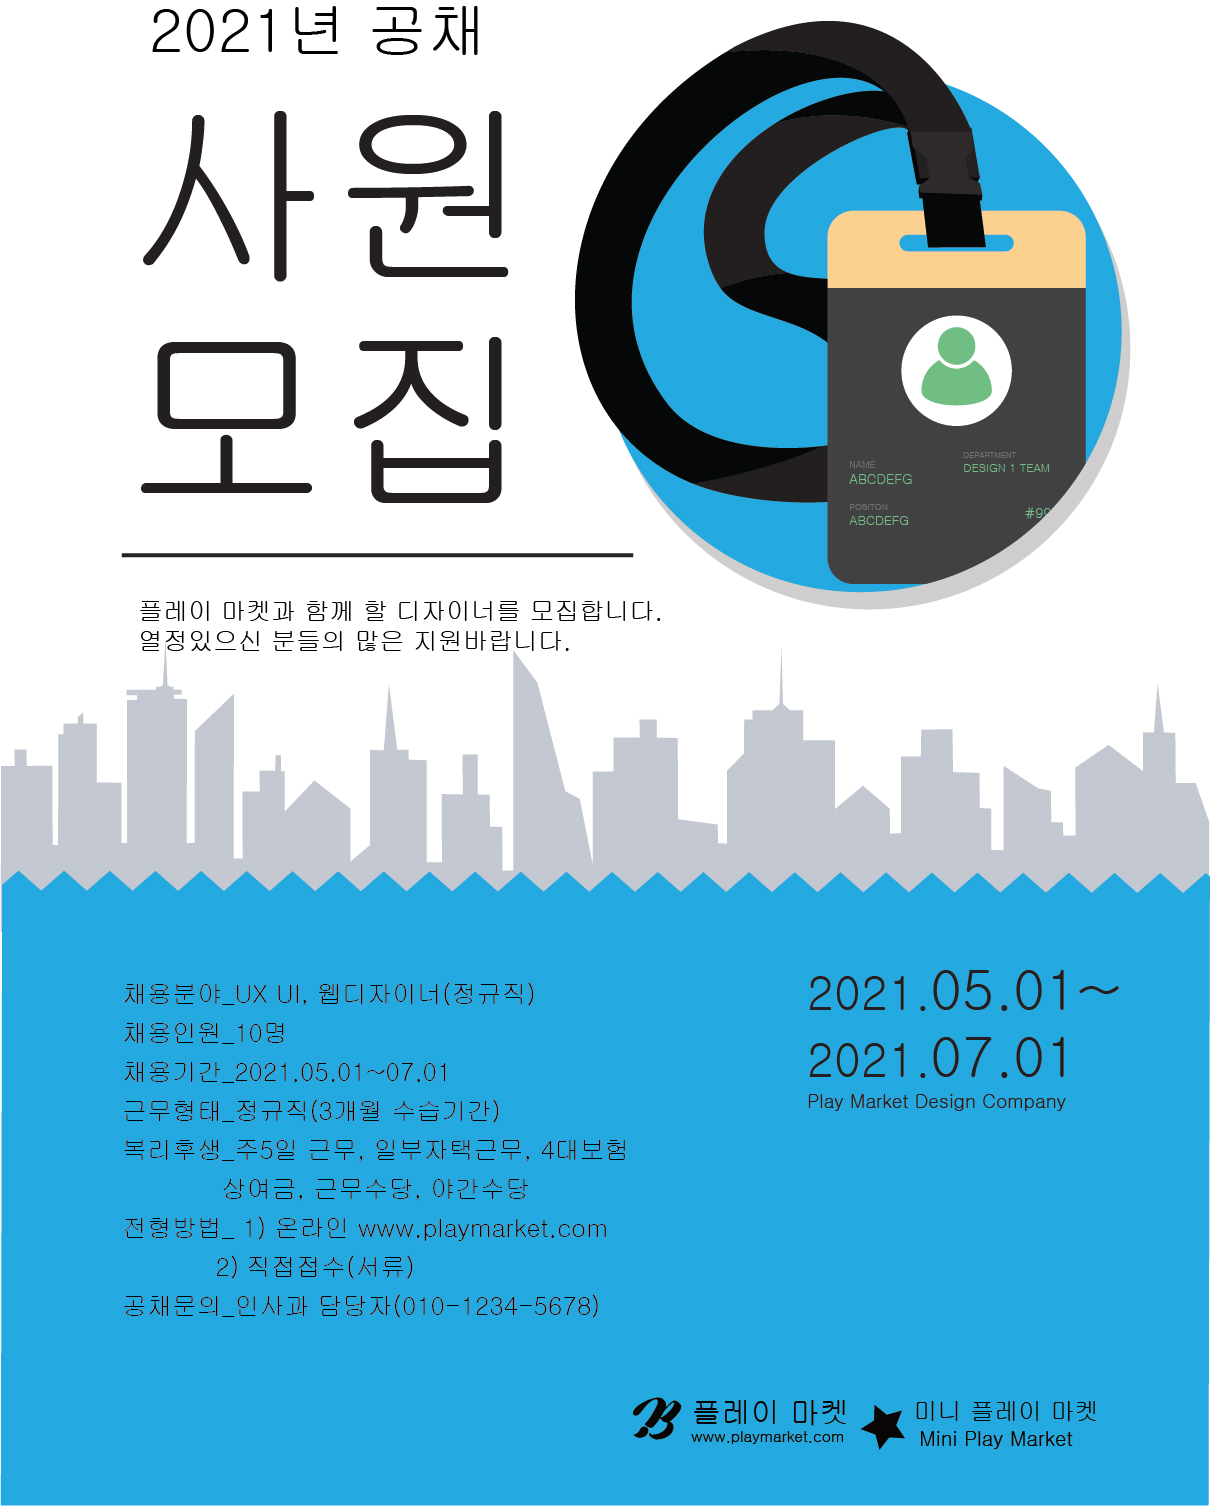 2021년 공채
사원
모집
플레이 마켓과 함께 할 디자이너를 모집합니다.
열정있으신 분들의 많은 지원바랍니다.
NAME
ABCDEFG
DEPARTMENT
DESIGN 1 TEAM
POSITON
ABCDEFG
#99
채용분야_UX UI, 웹디자이너(정규직)
채용인원_10명
채용기간_2021.05.01~07.01
근무형태_정규직(3개월 수습기간)
복리후생_주5일 근무, 일부자택근무, 4대보험
상여금, 근무수당, 야간수당
전형방법_ 1) 온라인 www.playmarket.com
2) 직접접수(서류)
공채문의_인사과 담당자(010-1234-5678)
2021.05.01~
2021.07.01
Play Market Design Company
플레이 마켓
www.playmarket.com
미니 플레이 마켓
Mini Play Market